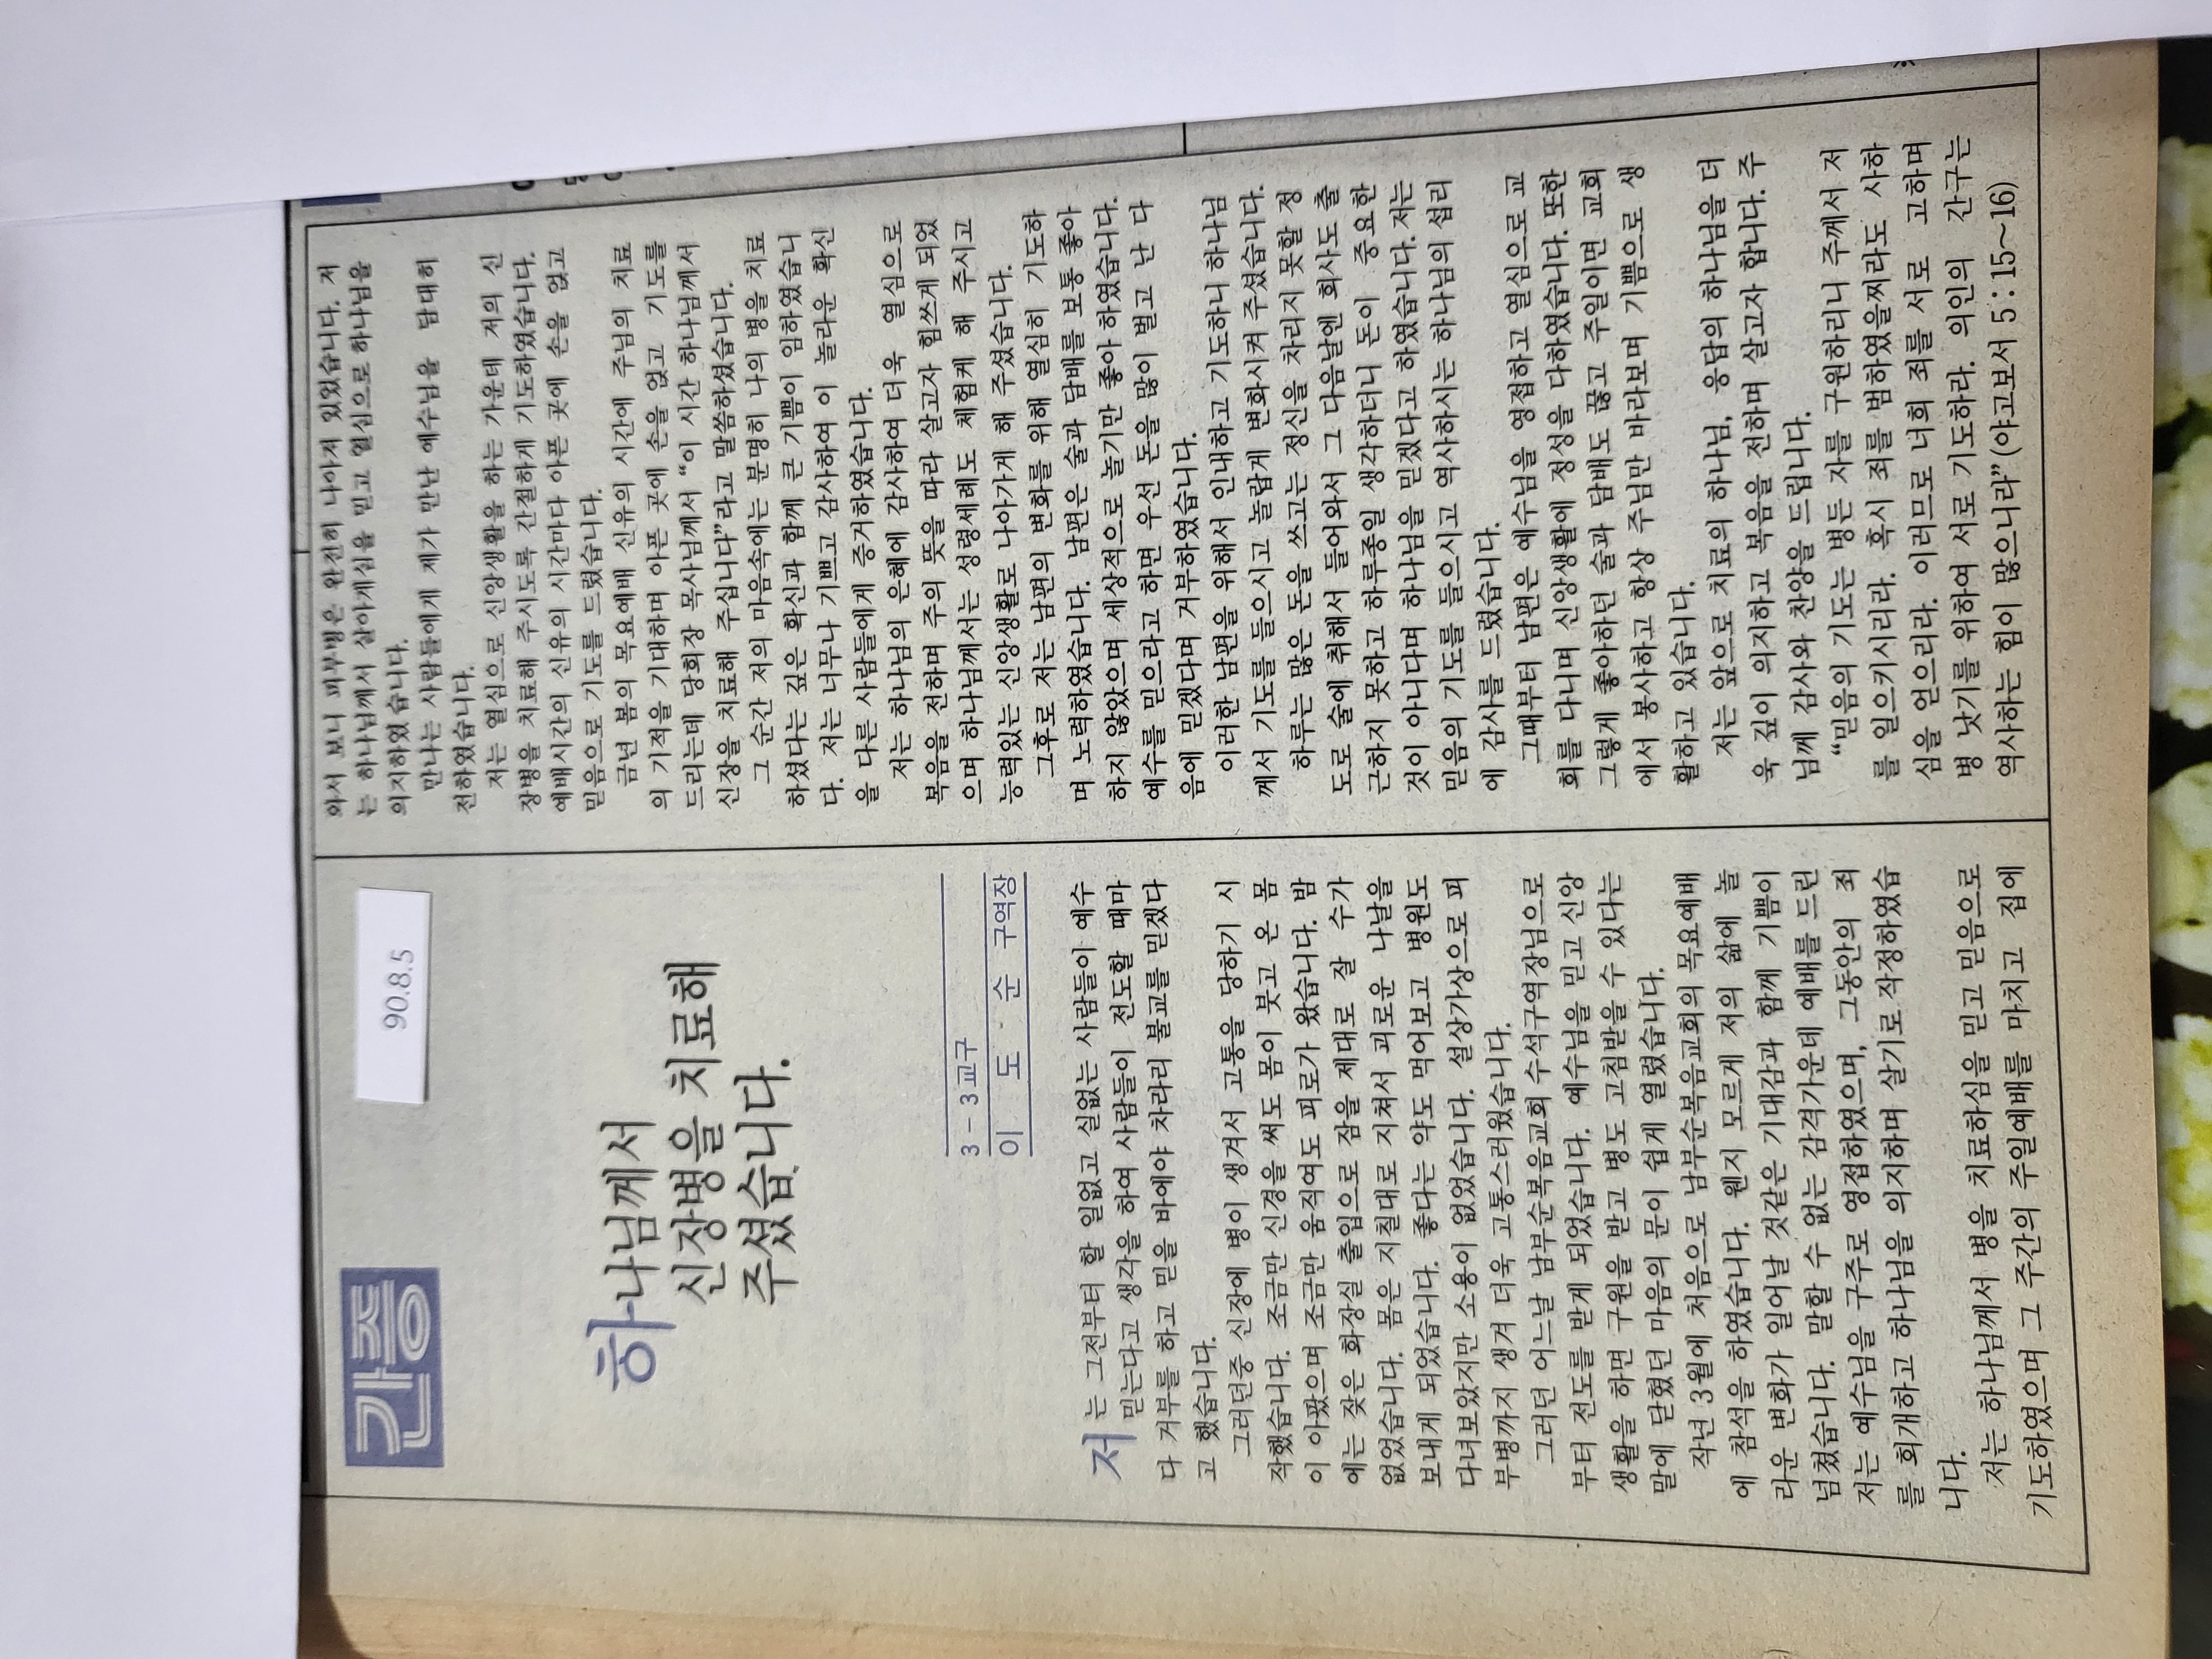 간증
90.8.5
하나님께서
신장병을 치료해
주셨습니다.
3-3교구
이 도 순 구역장
저는 그전부터 할 일없고 실없는 사람들이 예수
믿는다고 생각을 하여 사람들이 전도할 때마
다 거부를 하고 믿을 바에야 차라리 불교를 믿겠다
고 했습니다.
그러던중 신장에 병이 생겨서 고통을 당하기 시
작했습니다. 조금만 신경을 써도 몸이 붓고 온 몸
이 아팠으며 조금만 움직여도 피로가 왔습니다. 밤
에는 잦은 화장실 출입으로 잠을 제대로 잘 수가
없었습니다. 몸은 지칠대로 지쳐서 괴로운 나날을
보내게 되었습니다. 좋다는 약도 먹어보고 병원도
다녀보았지만 소용이 없었습니다. 설상가상으로 피
부병까지 생겨 더욱 고통스러웠습니다.
그러던 어느날 남부순복음교회 수석구역장님으로
부터 전도를 받게 되었습니다. 예수님을 믿고 신앙
생활을 하면 구원을 받고 병도 고침받을 수 있다는
말에 닫혔던 마음의 문이 쉽게 열렸습니다.
작년 3월에 처음으로 남부순복음교회의 목요예배
에 참석을 하였습니다. 웬지 모르게 저의 삶에 놀
라운 변화가 일어날 것같은 기대감과 함께 기쁨이
넘쳤습니다. 말할 수 없는 감격가운데 예배를 드린
저는 예수님을 구주로 영접하였으며, 그동안의 죄
를 회개하고 하나님을 의지하며 살기로 작정하였습
니다.
저는 하나님께서 병을 치료하심을 믿고 믿음으로
기도하였으며 그 주간의 주일예배를 마치고 집에
와서 보니 피부병은 완전히 나아져 있었습니다. 저
는 하나님께서 살아계심을 믿고 열심으로 하나님을
의지하였습니다.
만나는 사람들에게 제가 만난 예수님을 담대히
전하였습니다.
저는 열심으로 신앙생활을 하는 가운데 저의 신
장병을 치료해 주시도록 간절하게 기도하였습니다.
예배시간의 신유의 시간마다 아픈 곳에 손을 얹고
믿음으로 기도를 드렸습니다.
금년 봄의 목요예배 신유의 시간에 주님의 치료
의 기적을 기대하며 아픈 곳에 손을 얹고 기도를
드리는데 당회장 목사님께서 “이 시간 하나님께서
신장을 치료해 주십니다”라고 말씀하셨습니다.
그 순간 저의 마음속에는 분명히 나의 병을 치료
하셨다는 깊은 확신과 함께 큰 기쁨이 임하였습니
다. 저는 너무나 기쁘고 감사하여 이 놀라운 확신
을 다른 사람들에게 증거하였습니다.
저는 하나님의 은혜에 감사하여 더욱 열심으로
복음을 전하며 주의 뜻을 따라 살고자 힘쓰게 되었
으며 하나님께서는 성령세례도 체험케 해 주시고
능력있는 신앙생활로 나아가게 해 주셨습니다.
그후로 저는 남편의 변화를 위해 열심히 기도하
며 노력하였습니다. 남편은 술과 담배를 보통 좋아
하지 않았으며 세상적으로 놀기만 좋아 하였습니다.
예수를 믿으라고 하면 우선 돈을 많이 벌고 난 다
음에 믿겠다며 거부하였습니다.
이러한 남편을 위해서 인내하고 기도하니 하나님
께서 기도를 들으시고 놀랍게 변화시켜 주셨습니다.
하루는 많은 돈을 쓰고는 정신을 차리지 못할 정
도로 술에 취해서 들어와서 그 다음날엔 회사도 출
근하지 못하고 하루종일 생각하더니 돈이 중요한
것이 아니다며 하나님을 믿겠다고 하였습니다. 저는
믿음의 기도를 들으시고 역사하시는 하나님의 섭리
에 감사를 드렸습니다.
그때부터 남편은 예수님을 영접하고 열심으로 교
회를 다니며 신앙생활에 정성을 다하였습니다. 또한
그렇게 좋아하던 술과 담배도 끊고 주일이면 교회
에서 봉사하고 항상 주님만 바라보며 기쁨으로 생
활하고 있습니다.
저는 앞으로 치료의 하나님, 응답의 하나님을 더
욱 깊이 의지하고 복음을 전하며 살고자 합니다. 주
님께 감사와 찬양을 드립니다.
“믿음의 기도는 병든 자를 구원하리니 주께서 저
를 일으키시리라. 혹시 죄를 범하였을찌라도 사하
심을 얻으리라. 이러므로 너희 죄를 서로 고하며
병 낫기를 위하여 서로 기도하라. 의인의 간구는
역사하는 힘이 많으니라”(야고보서 5:15~16)